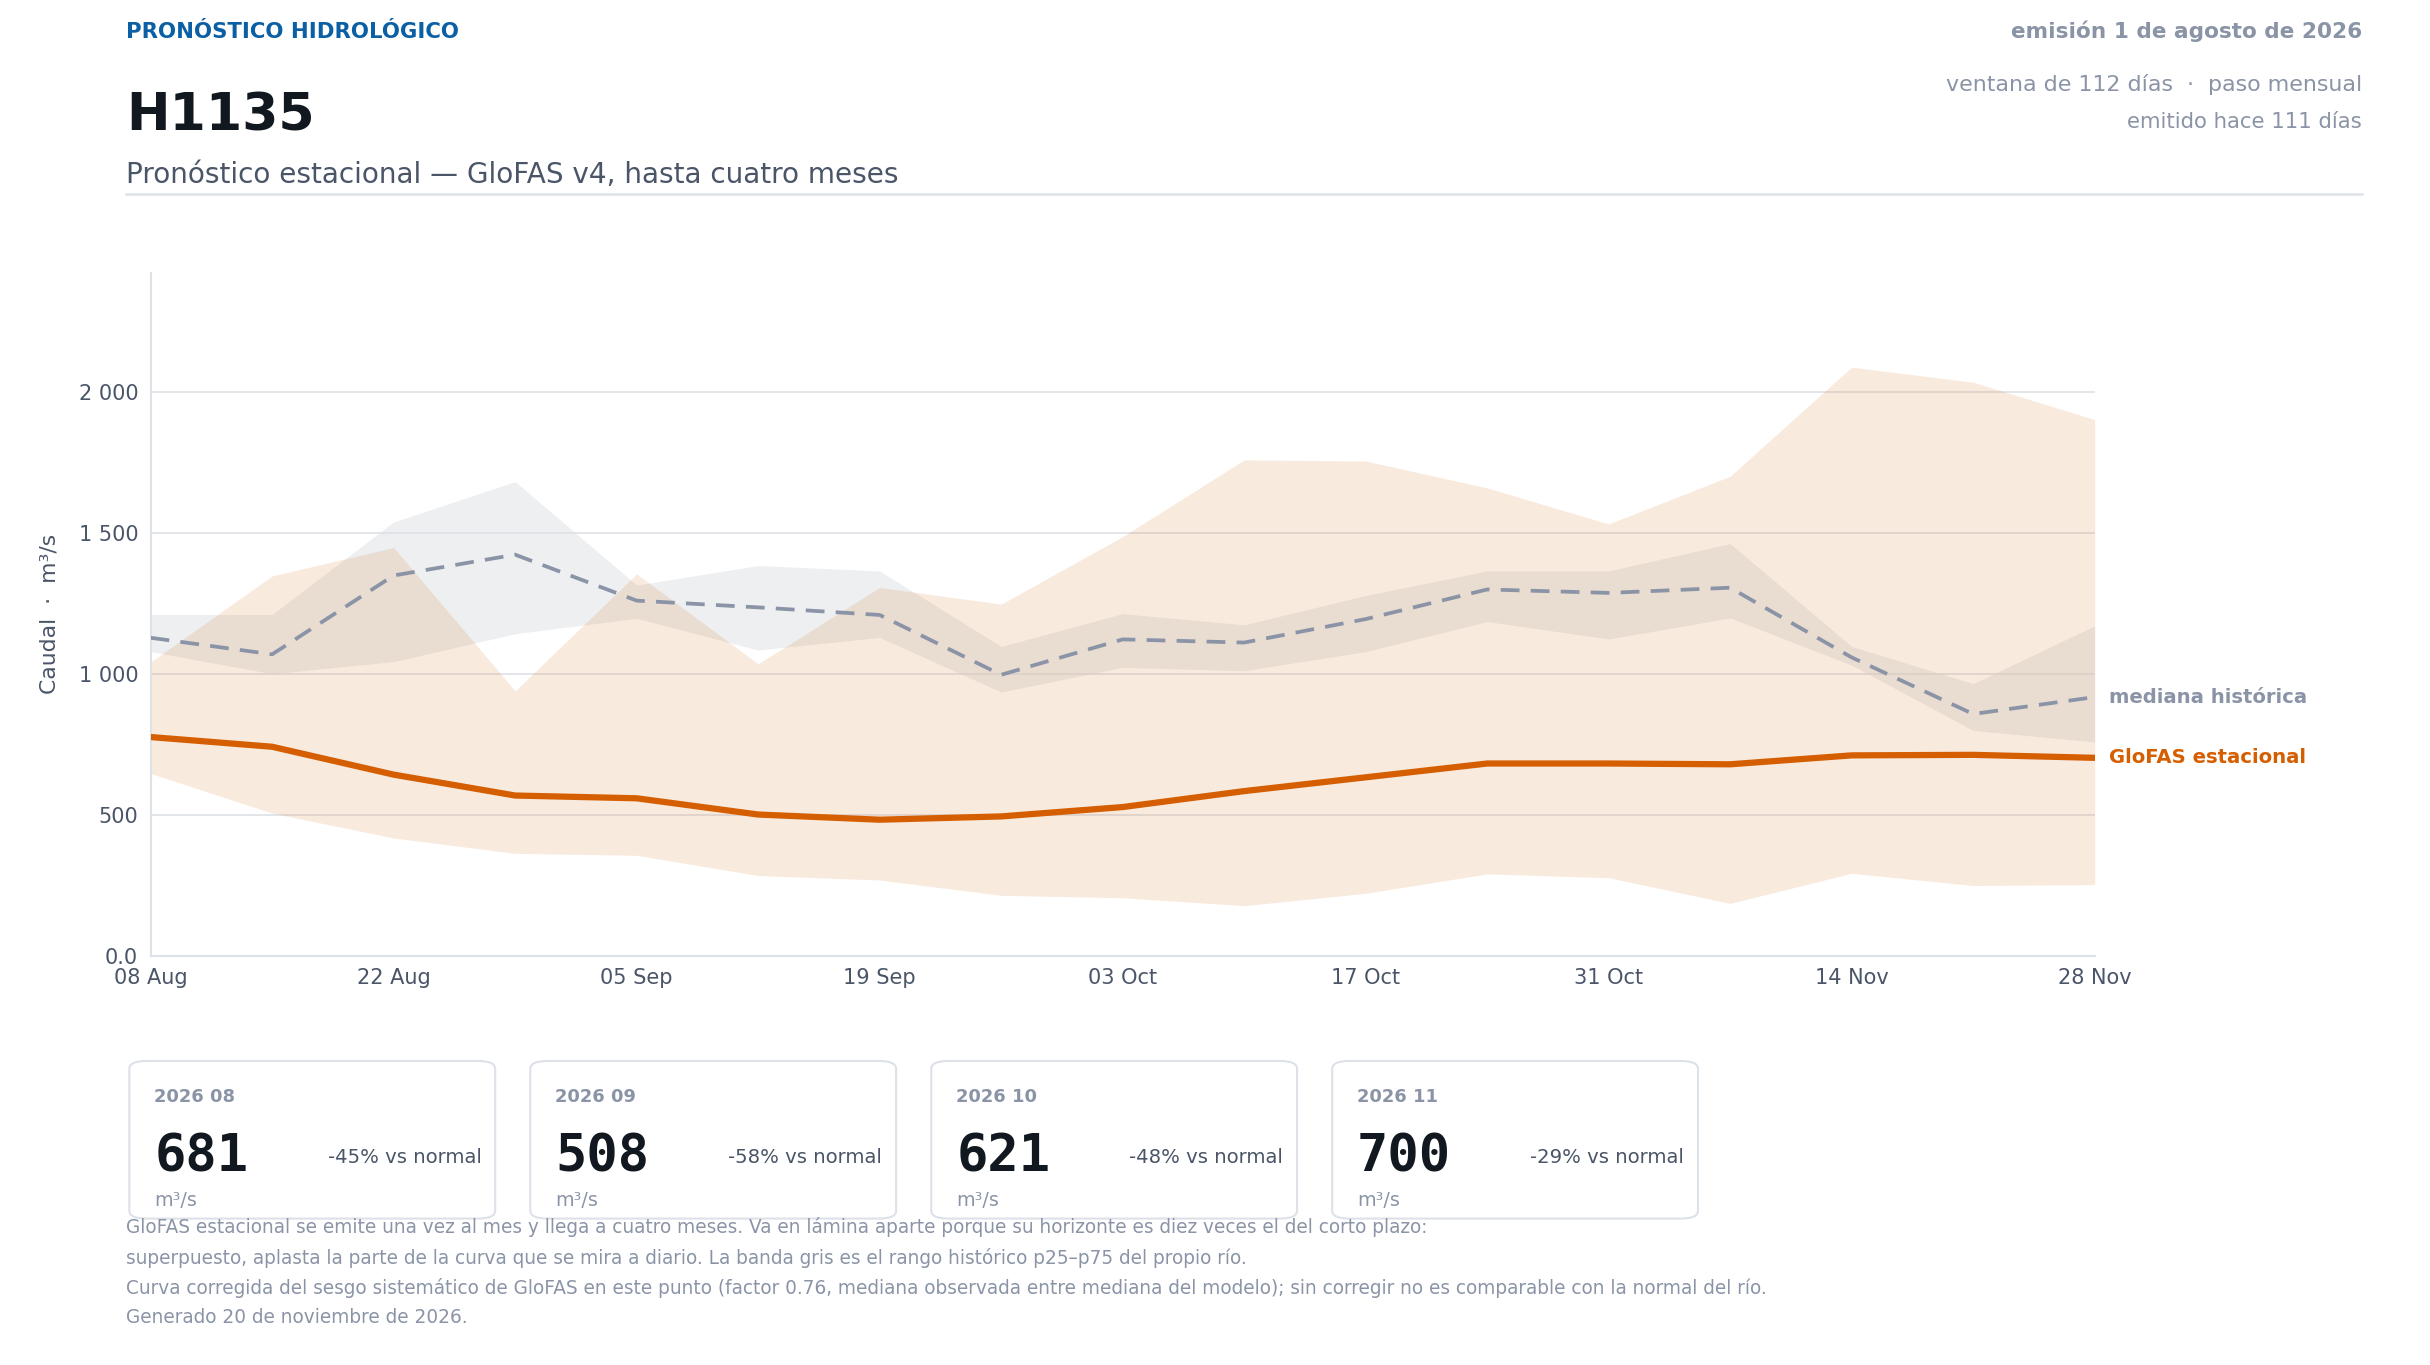 PRONÓSTICO HIDROLÓGICO
emisión 1 de agosto de 2026
H1135
ventana de 112 días · paso mensual
emitido hace 111 días
Pronóstico estacional — GloFAS v4, hasta cuatro meses
Caudal · m³/s
2 000
1 500
1 000
500
0.0
mediana histórica
GloFAS estacional
08 Aug 22 Aug 05 Sep 19 Sep 03 Oct 17 Oct 31 Oct 14 Nov 28 Nov
2026 08
681 -45% vs normal
m³/s
2026 09
508 -58% vs normal
m³/s
2026 10
621 -48% vs normal
m³/s
2026 11
700 -29% vs normal
m³/s
GloFAS estacional se emite una vez al mes y llega a cuatro meses. Va en lámina aparte porque su horizonte es diez veces el del corto plazo:
superpuesto, aplasta la parte de la curva que se mira a diario. La banda gris es el rango histórico p25–p75 del propio río.
Curva corregida del sesgo sistemático de GloFAS en este punto (factor 0.76, mediana observada entre mediana del modelo); sin corregir no es comparable con la normal del río.
Generado 20 de noviembre de 2026.